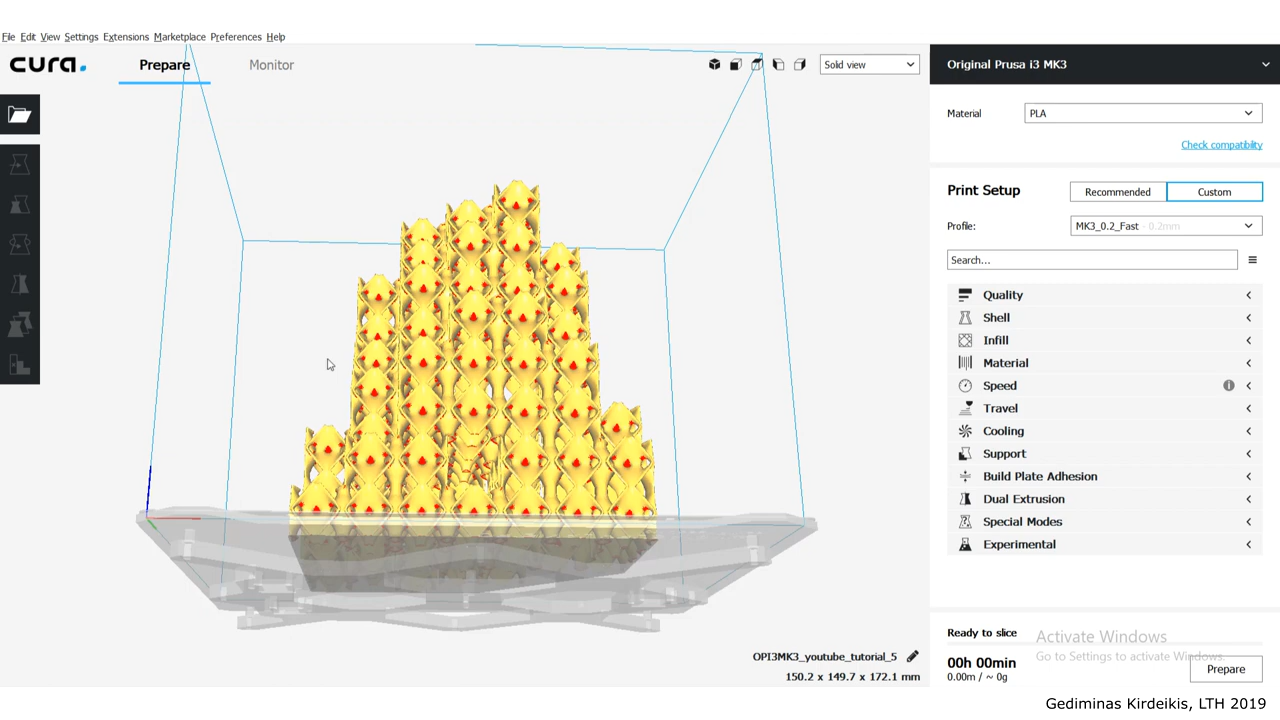 File Edit View Settings Extensions Marketplace Preferences Help
cura.
Prepare
Monitor
Solid view
Original Prusa i3 MK3
Material
PLA
Check compatibility
Print Setup
Recommended
Custom
Profile:
MK3_0.2_Fast - 0.2mm
Search...
Quality
Shell
Infill
Material
Speed
Travel
Cooling
Support
Build Plate Adhesion
Dual Extrusion
Special Modes
Experimental
OPI3MK3_youtube_tutorial_5
150.2 x 149.7 x 172.1 mm
Ready to slice
00h 00min
0.00m / ~ 0g
Activate Windows
Go to Settings to activate Windows.
Prepare
Gediminas Kirdeikis, LTH 2019